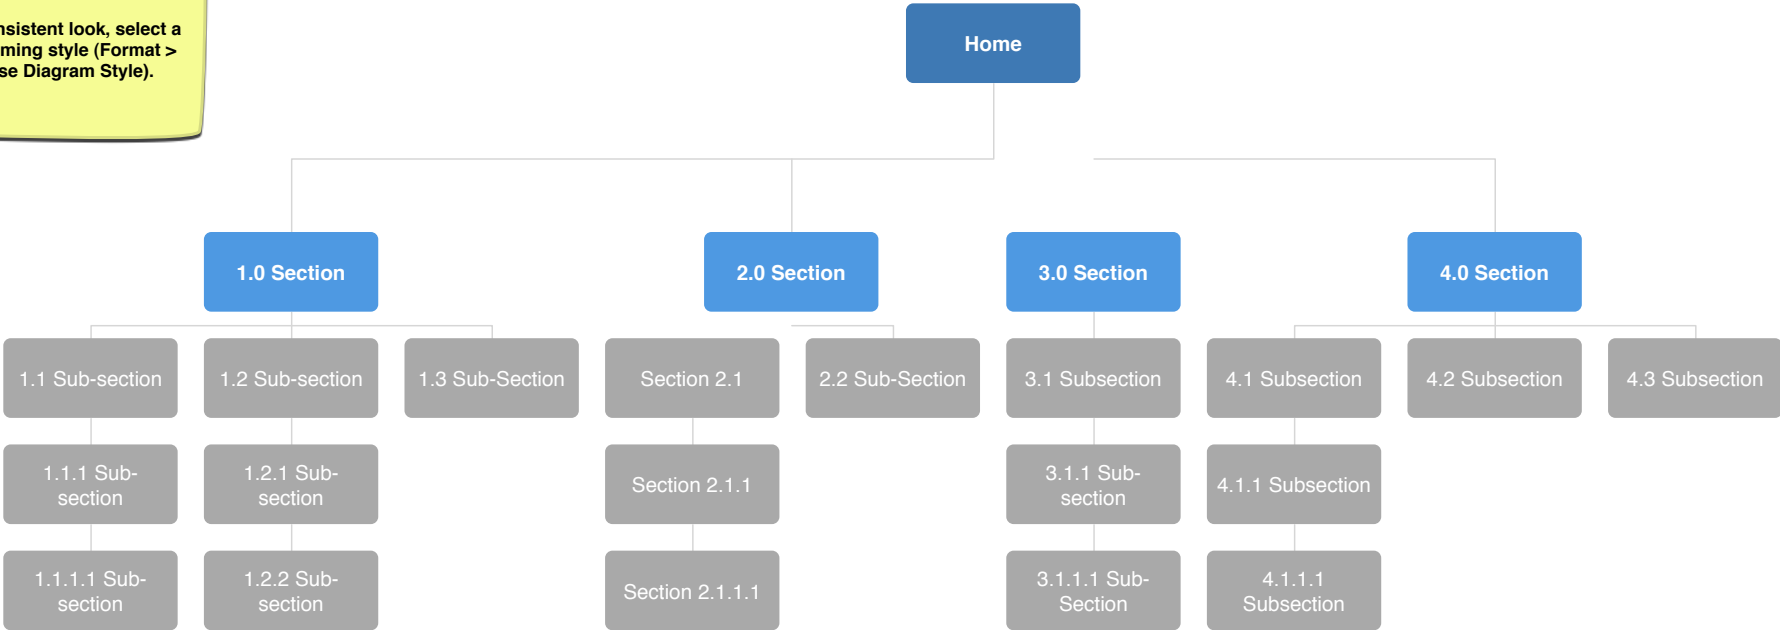 nsistent look, select a
ming style (Format >
se Diagram Style).
Home
1.0 Section
2.0 Section
3.0 Section
4.0 Section
1.1 Sub-section
1.2 Sub-section
1.3 Sub-Section
Section 2.1
2.2 Sub-Section
3.1 Subsection
4.1 Subsection
4.2 Subsection
4.3 Subsection
1.1.1 Sub-
section
1.2.1 Sub-
section
Section 2.1.1
3.1.1 Sub-
section
4.1.1 Subsection
1.1.1.1 Sub-
section
1.2.2 Sub-
section
Section 2.1.1.1
3.1.1.1 Sub-
Section
4.1.1.1
Subsection